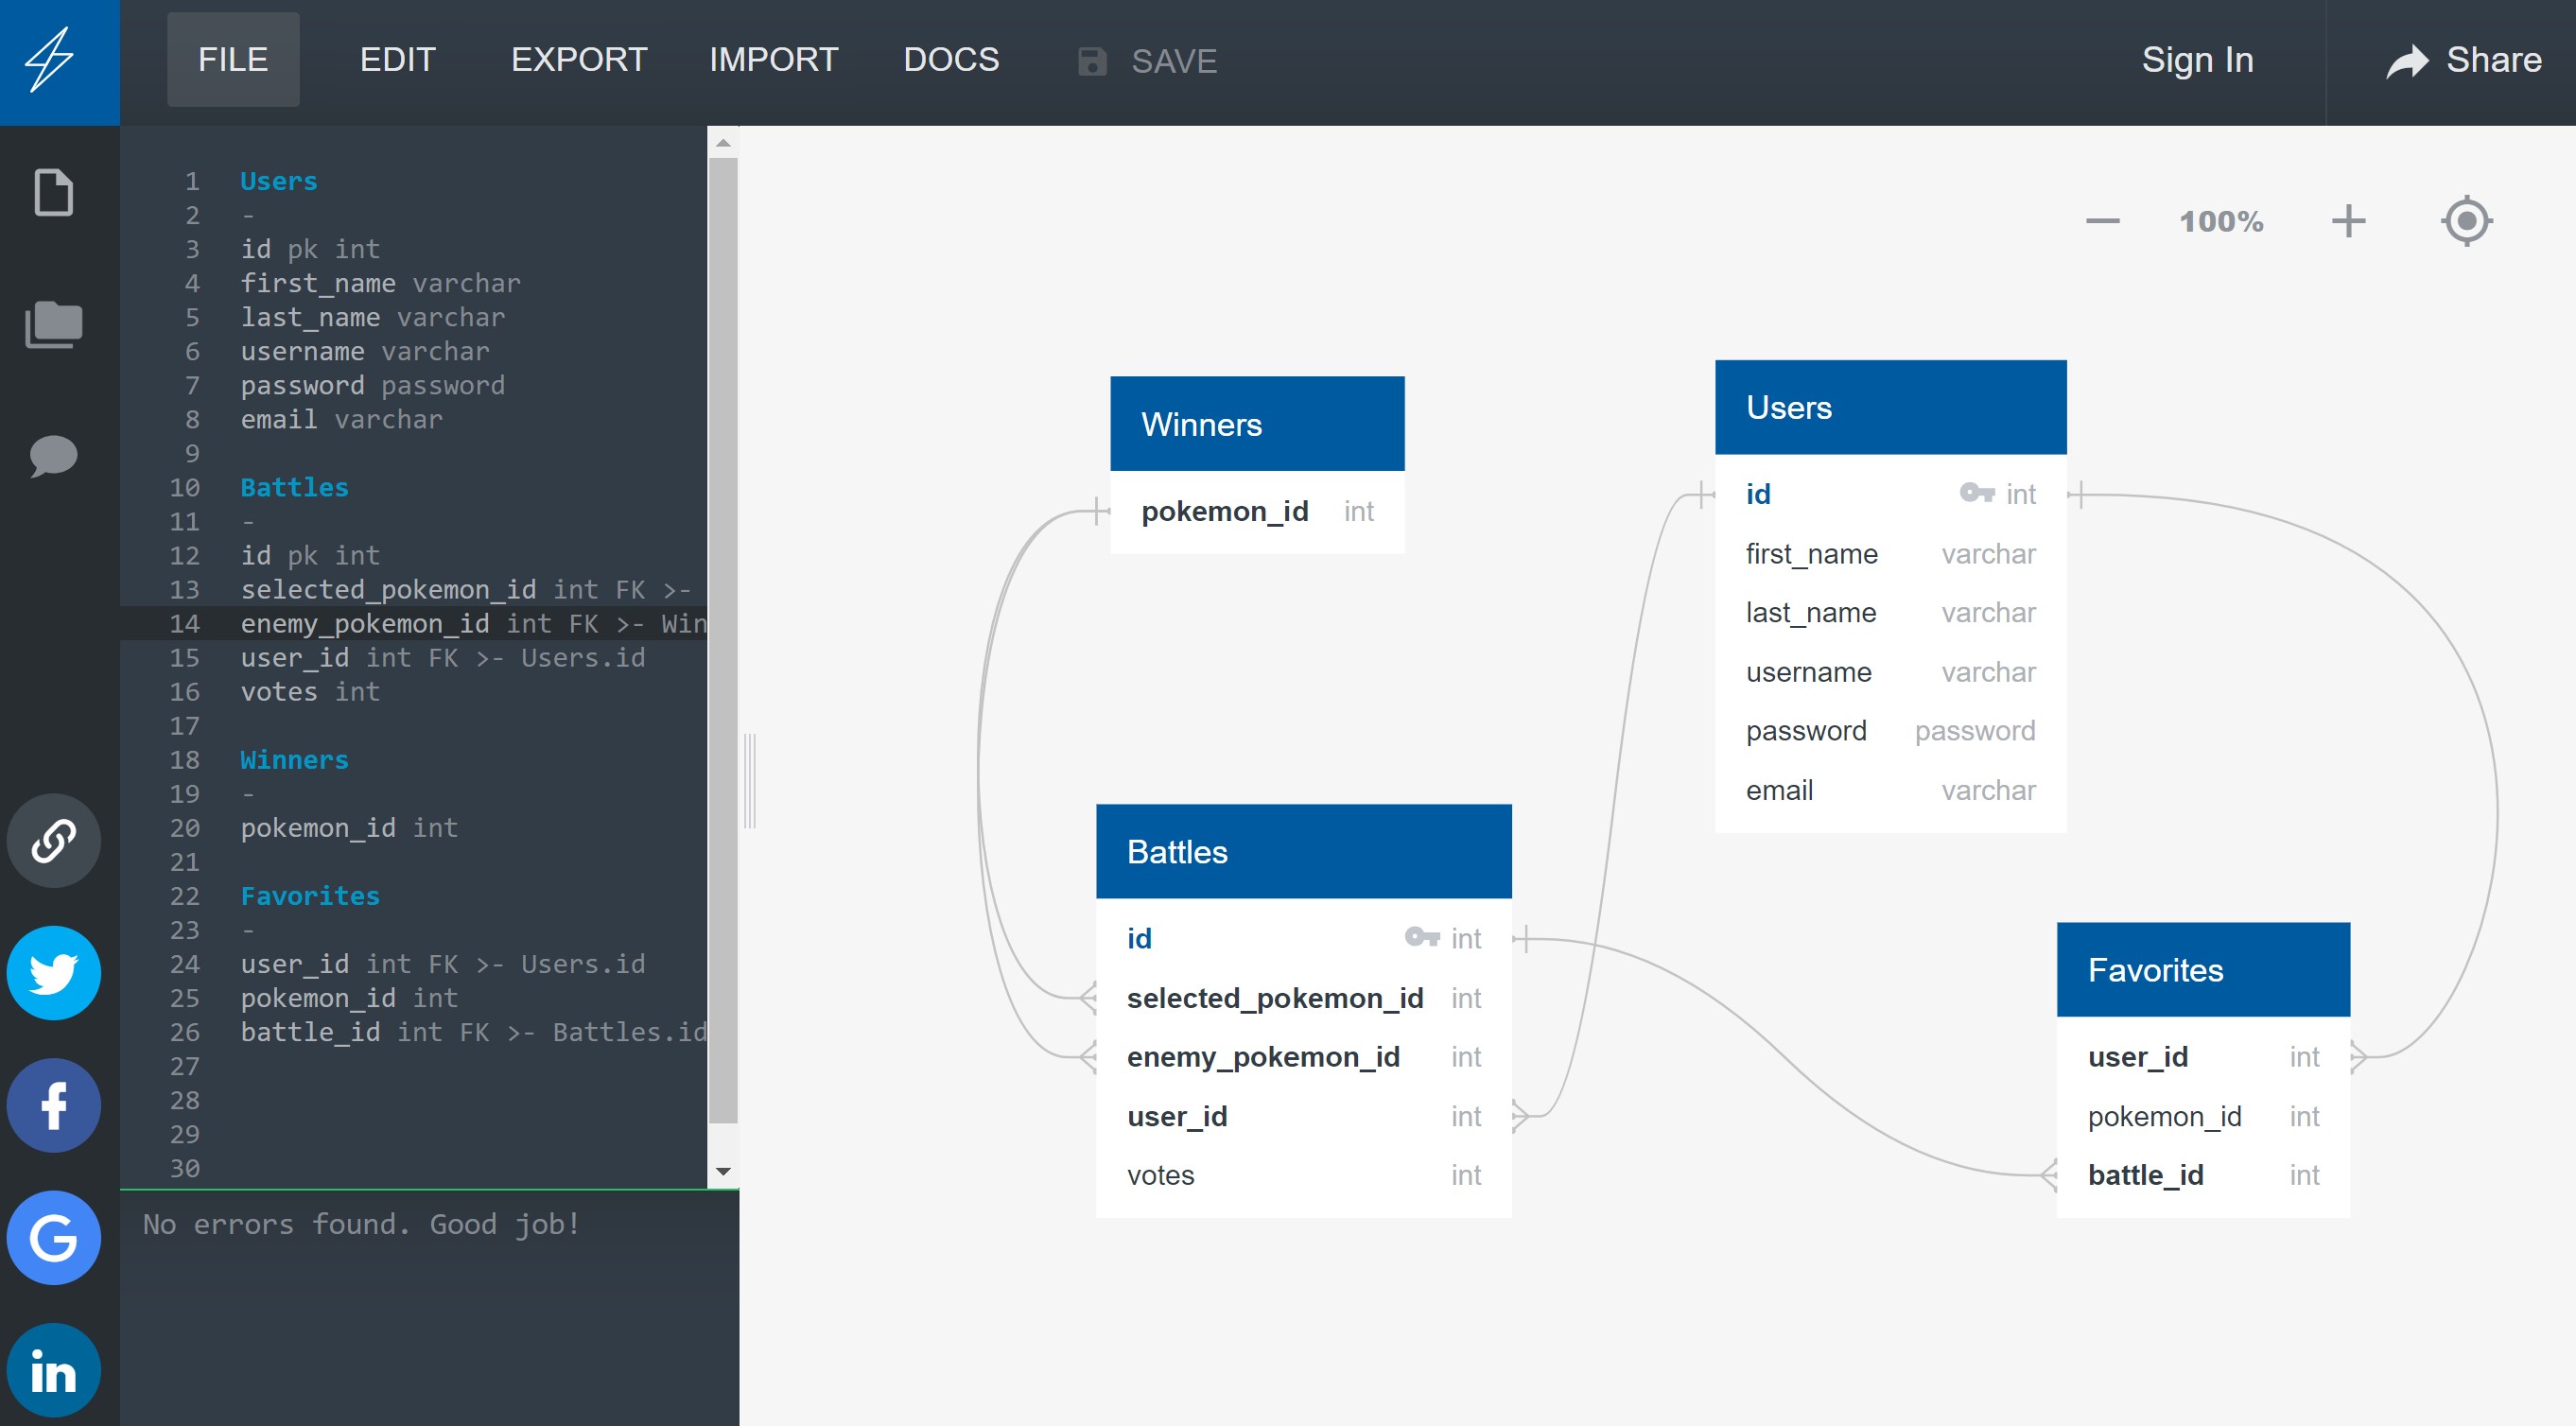 FILE EDIT EXPORT IMPORT DOCS SAVE Sign In Share
1 Users
2 -
3 id pk int
4 first_name varchar
5 last_name varchar
6 username varchar
7 password password
8 email varchar
9
10 Battles
11 -
12 id pk int
13 selected_pokemon_id int FK >-
14 enemy_pokemon_id int FK >- Win
15 user_id int FK >- Users.id
16 votes int
17
18 Winners
19 -
20 pokemon_id int
21
22 Favorites
23 -
24 user_id int FK >- Users.id
25 pokemon_id int
26 battle_id int FK >- Battles.id
27
28
29
30
No errors found. Good job!
100%
Winners
pokemon_id int
Users
id int
first_name varchar
last_name varchar
username varchar
password password
email varchar
Battles
id int
selected_pokemon_id int
enemy_pokemon_id int
user_id int
votes int
Favorites
user_id int
pokemon_id int
battle_id int
f
G
in